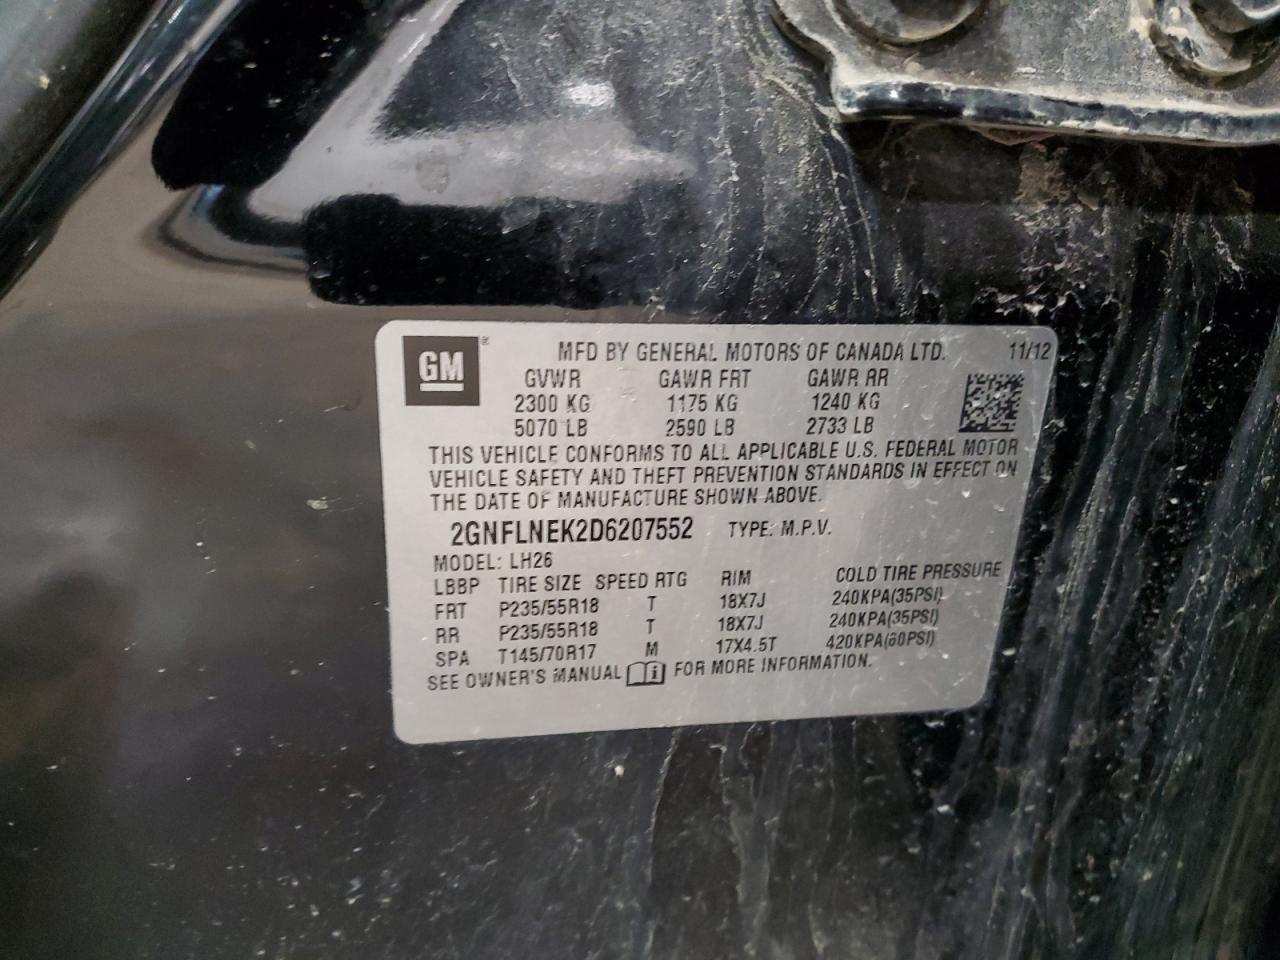 GM ® MFD BY GENERAL MOTORS OF CANADA LTD. 11/12
GVWR GAWR FRT GAWR RR
2300 KG 1175 KG 1240 KG
5070 LB 2590 LB 2733 LB
THIS VEHICLE CONFORMS TO ALL APPLICABLE U.S. FEDERAL MOTOR
VEHICLE SAFETY AND THEFT PREVENTION STANDARDS IN EFFECT ON
THE DATE OF MANUFACTURE SHOWN ABOVE.
2GNFLNEK2D6207552 TYPE: M.P.V.
MODEL: LH26
LBBP TIRE SIZE SPEED RTG RIM COLD TIRE PRESSURE
FRT P235/55R18 T 18X7J 240KPA(35PSI)
RR P235/55R18 T 18X7J 240KPA(35PSI)
SPA T145/70R17 M 17X4.5T 420KPA(60PSI)
SEE OWNER'S MANUAL i FOR MORE INFORMATION.